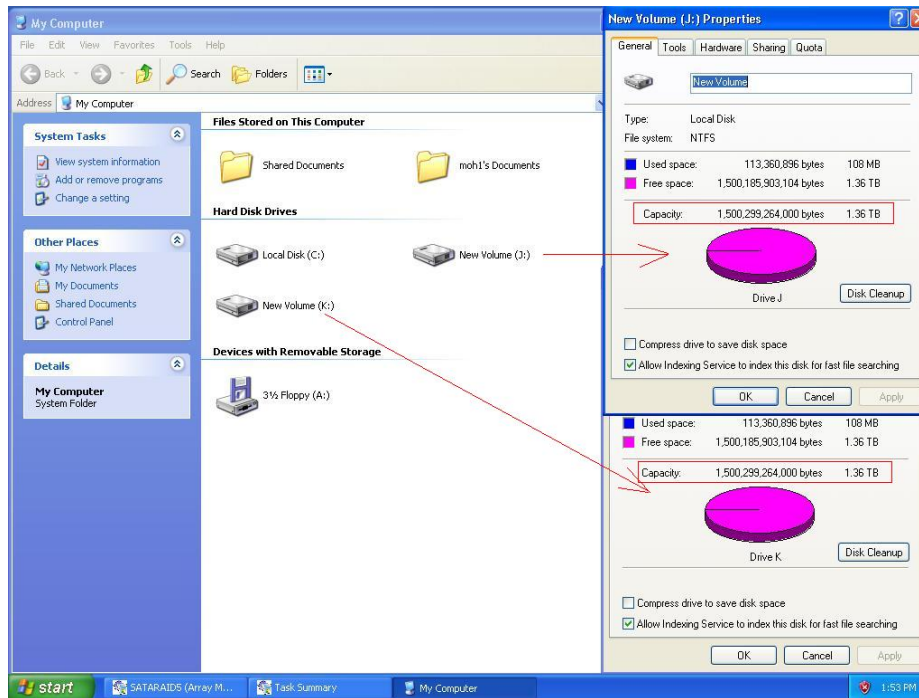 My Computer
File Edit View Favorites Tools Help
Back Search Folders
Address My Computer
System Tasks
View system information
Add or remove programs
Change a setting
Other Places
My Network Places
My Documents
Shared Documents
Control Panel
Details
My Computer
System Folder
Files Stored on This Computer
Shared Documents moh1's Documents
Hard Disk Drives
Local Disk (C:) New Volume (J:)
New Volume (K:)
Devices with Removable Storage
3½ Floppy (A:)
New Volume (J:) Properties
General Tools Hardware Sharing Quota
New Volume
Type: Local Disk
File system: NTFS
Used space: 113,360,896 bytes 108 MB
Free space: 1,500,185,903,104 bytes 1.36 TB
Capacity: 1,500,299,264,000 bytes 1.36 TB
Drive J Disk Cleanup
Compress drive to save disk space
Allow Indexing Service to index this disk for fast file searching
OK Cancel Apply
Used space: 113,360,896 bytes 108 MB
Free space: 1,500,185,903,104 bytes 1.36 TB
Capacity: 1,500,299,264,000 bytes 1.36 TB
Drive K Disk Cleanup
Compress drive to save disk space
Allow Indexing Service to index this disk for fast file searching
OK Cancel Apply
start SATARAID5 (Array M... Task Summary My Computer 1:53 PM